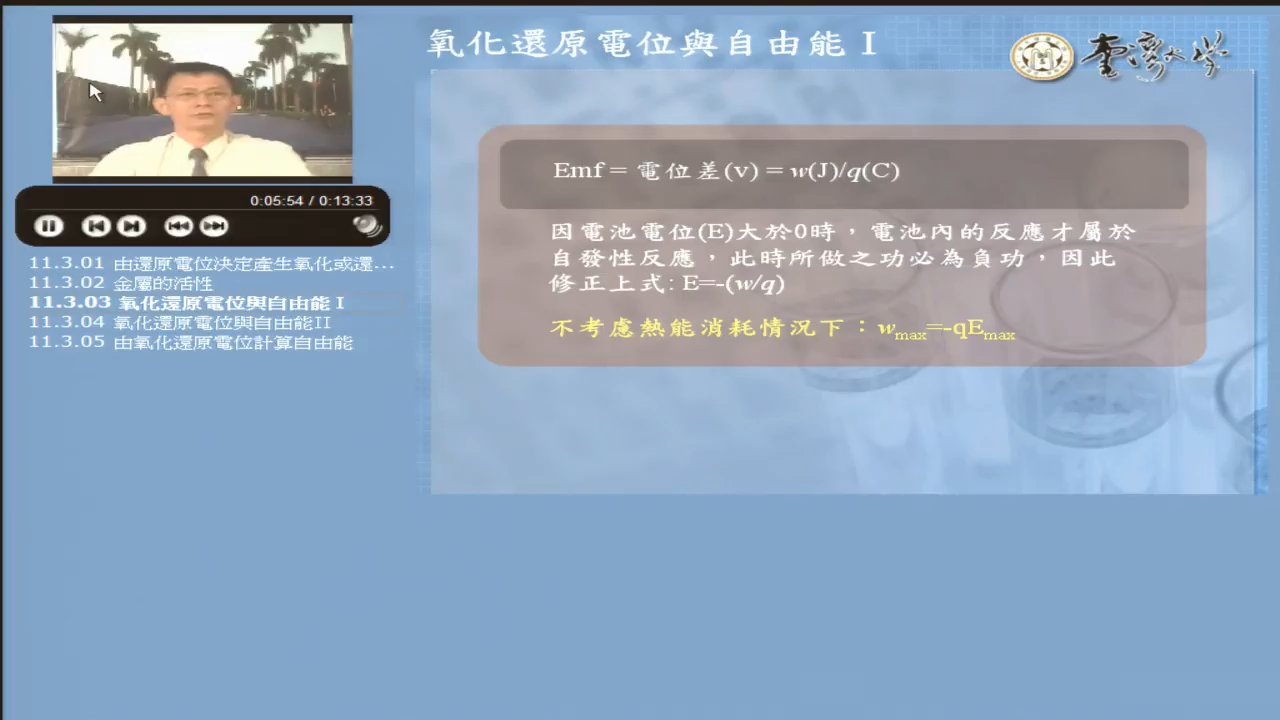 氧化還原電位與自由能 I
臺灣大學
Emf = 電位差(v) = w(J)/q(C)
因電池電位(E)大於0時，電池內的反應才屬於
自發性反應，此時所做之功必為負功，因此
修正上式: E=-(w/q)
不考慮熱能消耗情況下：wmax=-qEmax
0:05:54 / 0:13:33
11.3.01 由還原電位決定產生氧化或還...
11.3.02 金屬的活性
11.3.03 氧化還原電位與自由能 I
11.3.04 氧化還原電位與自由能II
11.3.05 由氧化還原電位計算自由能